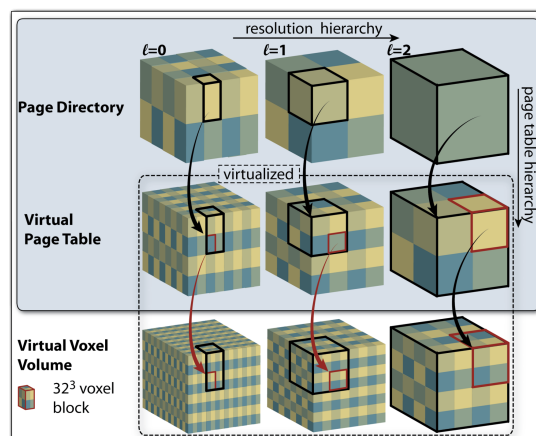 resolution hierarchy
ℓ=0 ℓ=1 ℓ=2
Page Directory
page table hierarchy
virtualized
Virtual
Page Table
Virtual Voxel
Volume
32³ voxel
block